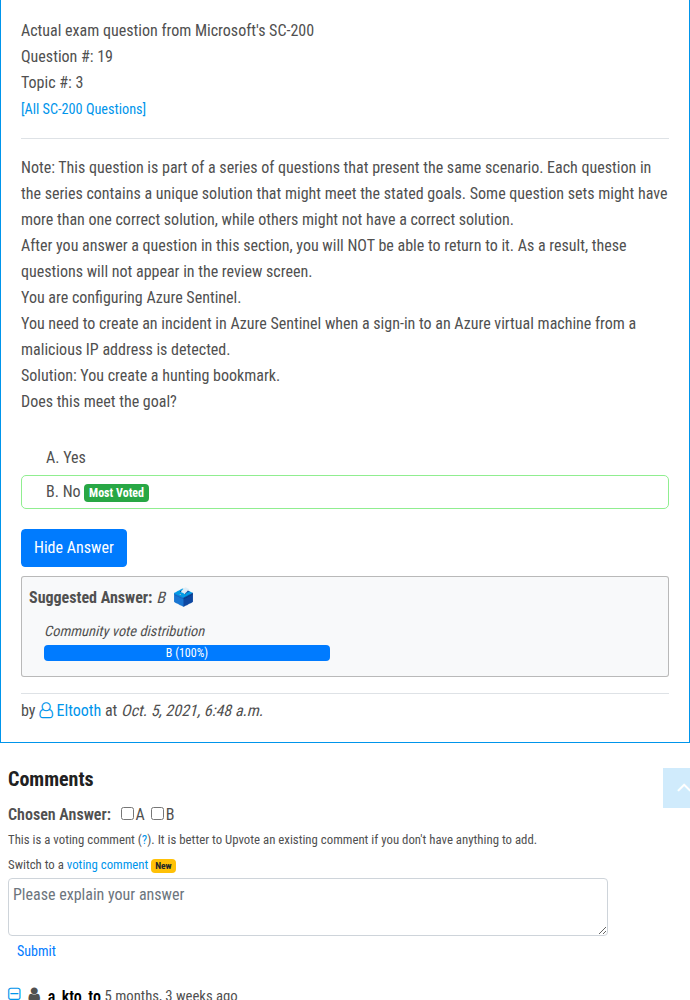 Actual exam question from Microsoft's SC-200
Question #: 19
Topic #: 3
[All SC-200 Questions]
Note: This question is part of a series of questions that present the same scenario. Each question in
the series contains a unique solution that might meet the stated goals. Some question sets might have
more than one correct solution, while others might not have a correct solution.
After you answer a question in this section, you will NOT be able to return to it. As a result, these
questions will not appear in the review screen.
You are configuring Azure Sentinel.
You need to create an incident in Azure Sentinel when a sign-in to an Azure virtual machine from a
malicious IP address is detected.
Solution: You create a hunting bookmark.
Does this meet the goal?
A. Yes
B. No Most Voted
Hide Answer
Suggested Answer: B
Community vote distribution
B (100%)
by Eltooth at Oct. 5, 2021, 6:48 a.m.
Comments
Chosen Answer: A B
This is a voting comment (?). It is better to Upvote an existing comment if you don't have anything to add.
Switch to a voting comment New
Please explain your answer
Submit
a_kto_to 5 months, 3 weeks ago